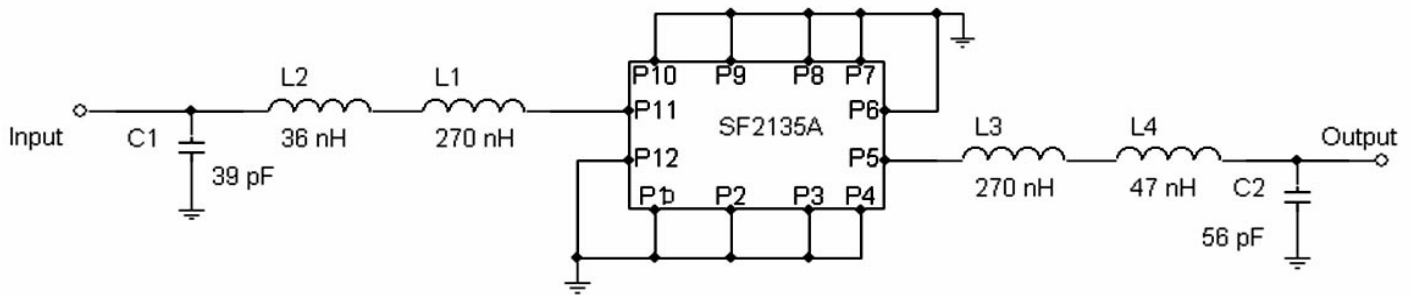 P10 P9 P8 P7
L2 L1
P11 P6
Input C1 36 nH 270 nH SF2135A L3 L4 Output
39 pF P12 P5
270 nH 47 nH C2
P1 P2 P3 P4
56 pF